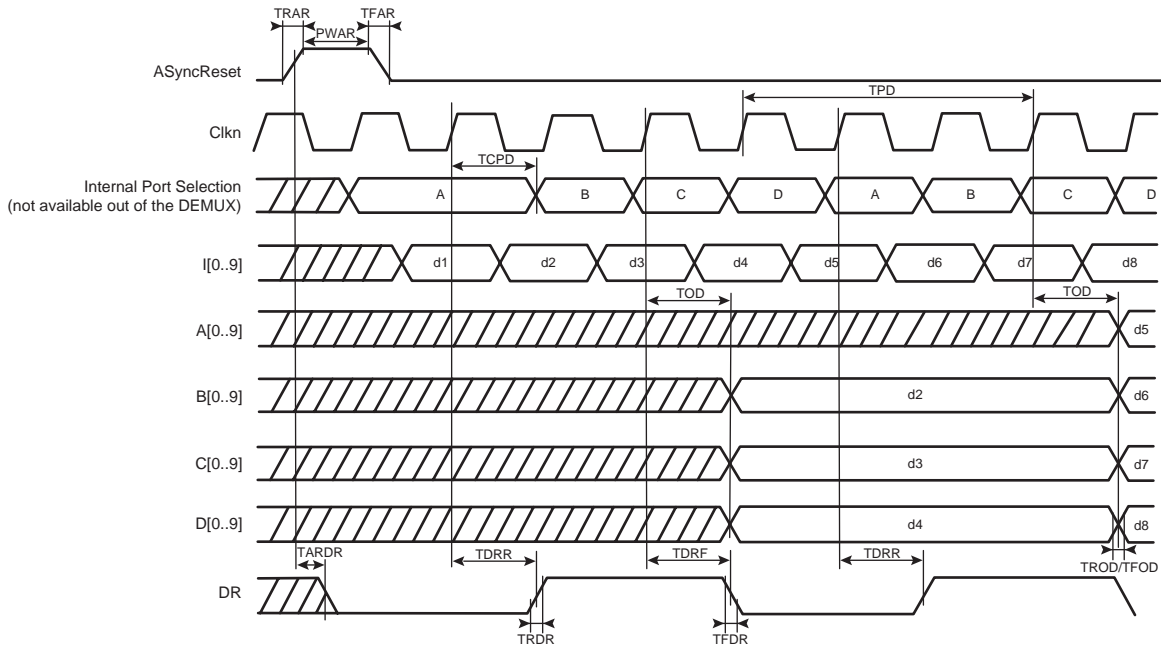 TRAR TFAR
PWAR
ASyncReset
TPD
Clkn
TCPD
Internal Port Selection
(not available out of the DEMUX)
A B C D A B C D
I[0..9] d1 d2 d3 d4 d5 d6 d7 d8
TOD TOD
A[0..9] d5
B[0..9] d2 d6
C[0..9] d3 d7
D[0..9] d4 d8
TARDR TDRR TDRF TDRR
TROD/TFOD
DR
TRDR TFDR